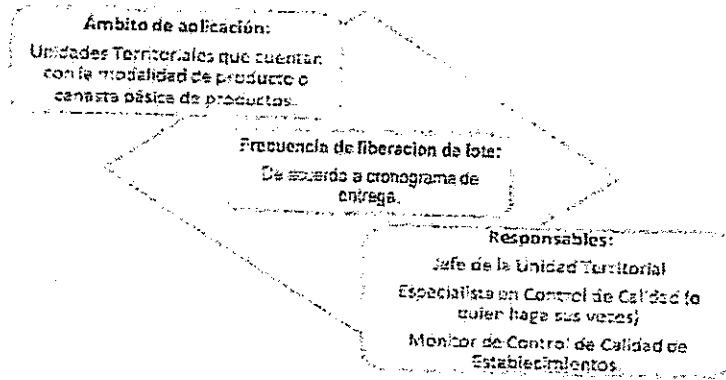 Ámbito de aplicación:
Unidades Territoriales que cuentan
con la modalidad de producto o
canasta básica de productos.
Frecuencia de liberación de lote:
De acuerdo a cronograma de
entrega.
Responsables:
Jefe de la Unidad Territorial
Especialista en Control de Calidad (o
quien haga sus veces)
Monitor de Control de Calidad de
Establecimientos.